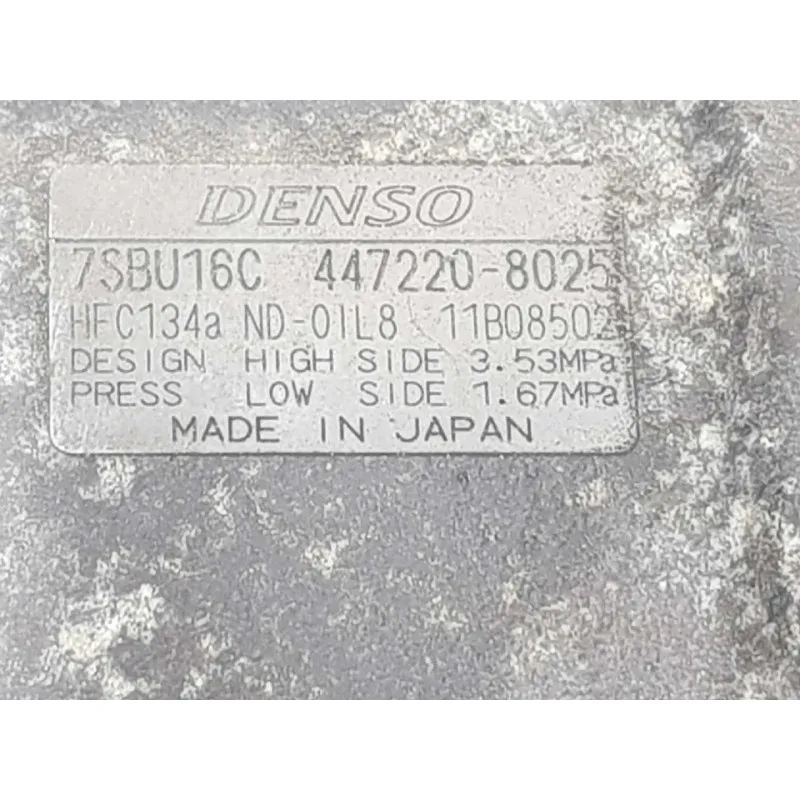 DENSO
7SBU16C 447220-8025
HFC134a ND-OIL8 11B08502
DESIGN HIGH SIDE 3.53MPa
PRESS LOW SIDE 1.67MPa
MADE IN JAPAN